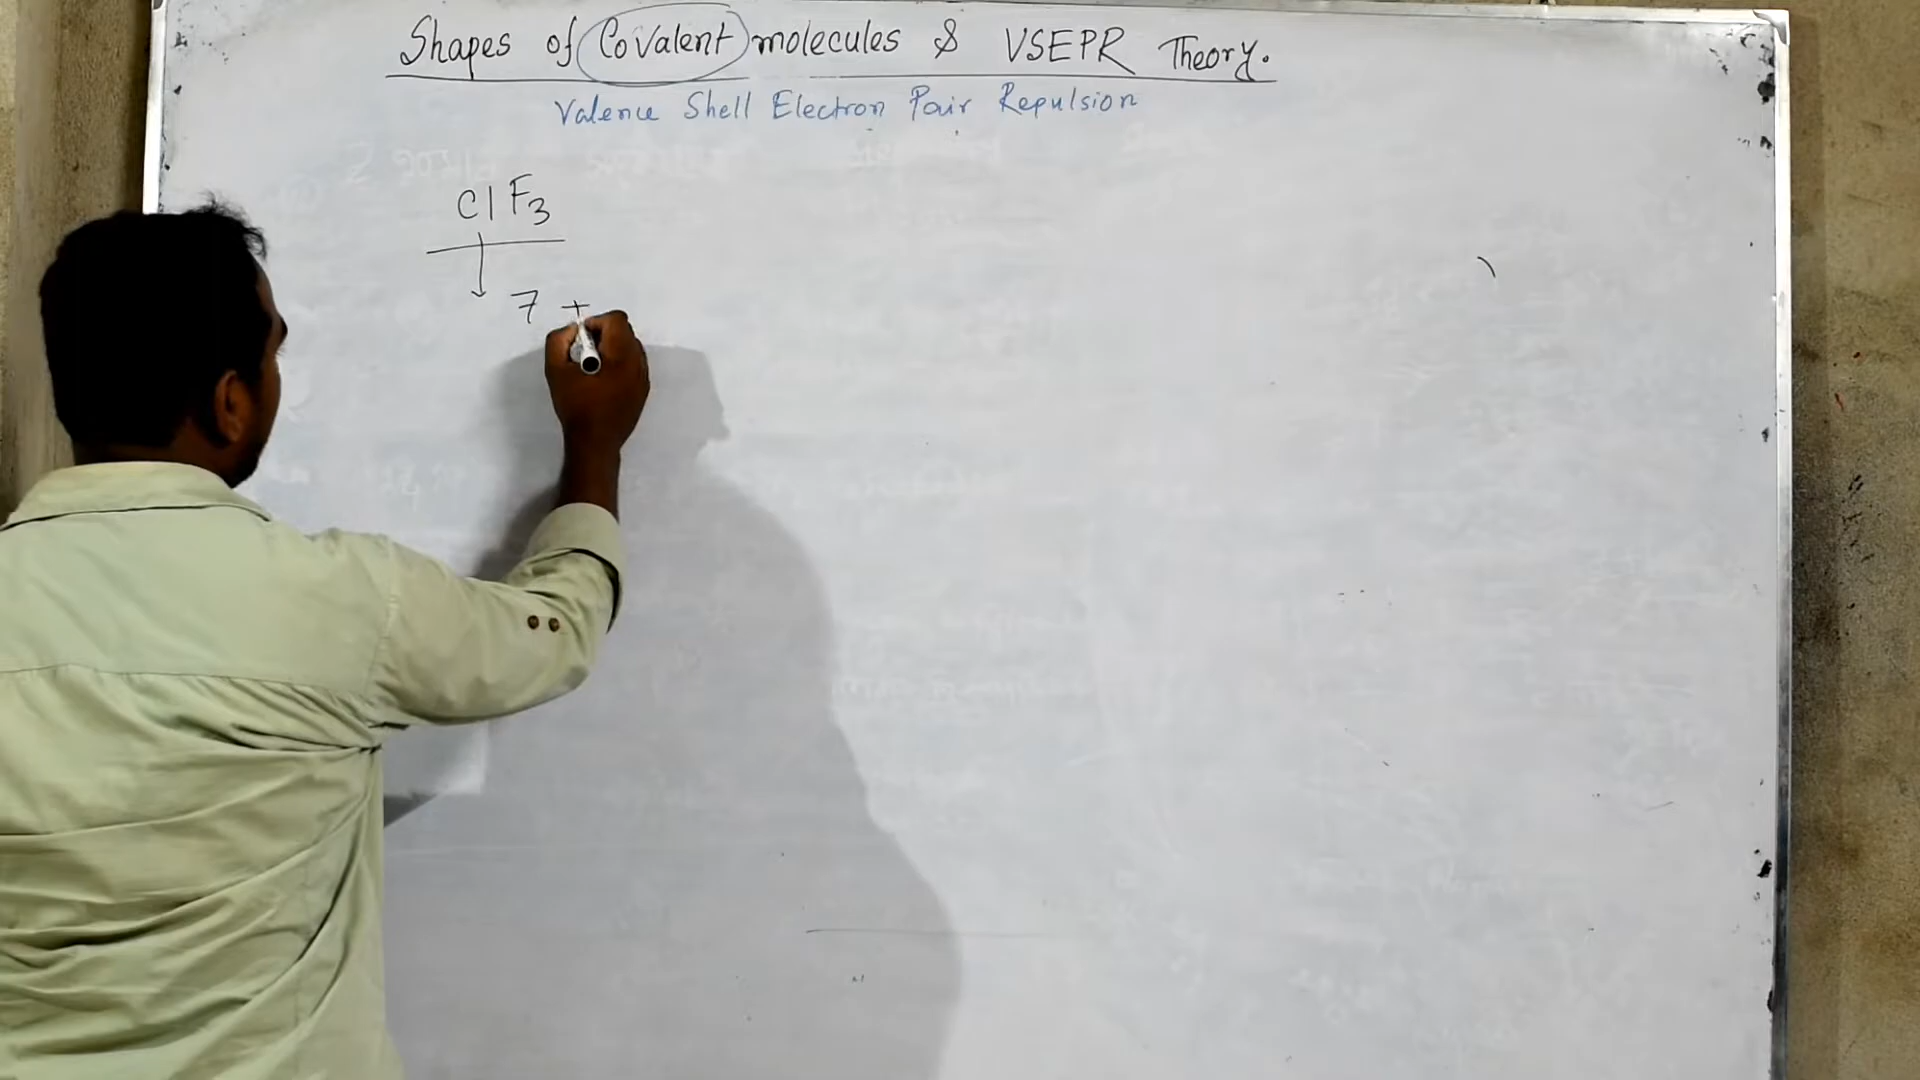 Shapes of Covalent molecules & VSEPR Theory.
Valence Shell Electron Pair Repulsion
ClF3
7 +